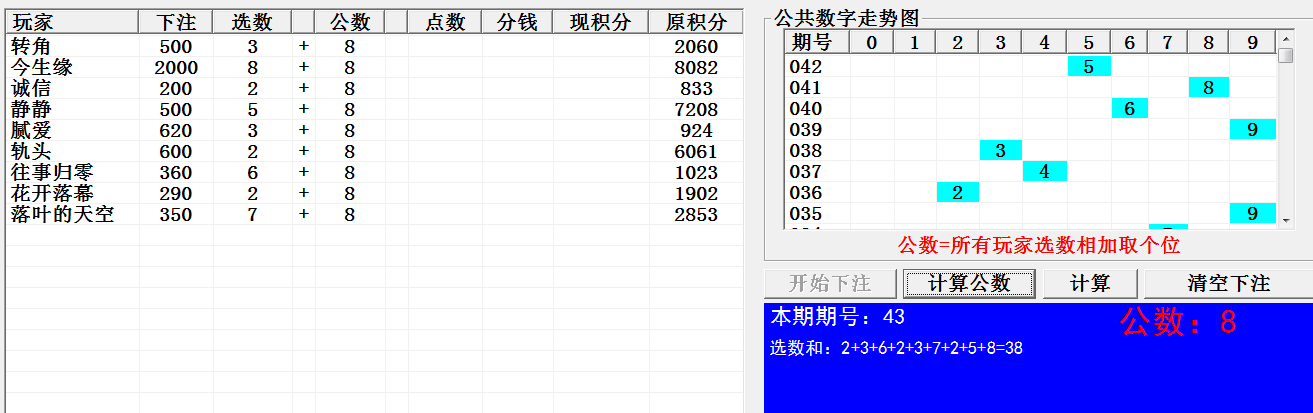 玩家 下注 选数 公数 点数 分钱 现积分 原积分
转角 500 3 + 8 2060
今生缘 2000 8 + 8 8082
诚信 200 2 + 8 833
静静 500 5 + 8 7208
腻爱 620 3 + 8 924
轨头 600 2 + 8 6061
往事归零 360 6 + 8 1023
花开落幕 290 2 + 8 1902
落叶的天空 350 7 + 8 2853
公共数字走势图
期号 0 1 2 3 4 5 6 7 8 9
042 5
041 8
040 6
039 9
038 3
037 4
036 2
035 9
公数=所有玩家选数相加取个位
开始下注 计算公数 计算 清空下注
本期期号：43
公数：8
选数和：2+3+6+2+3+7+2+5+8=38